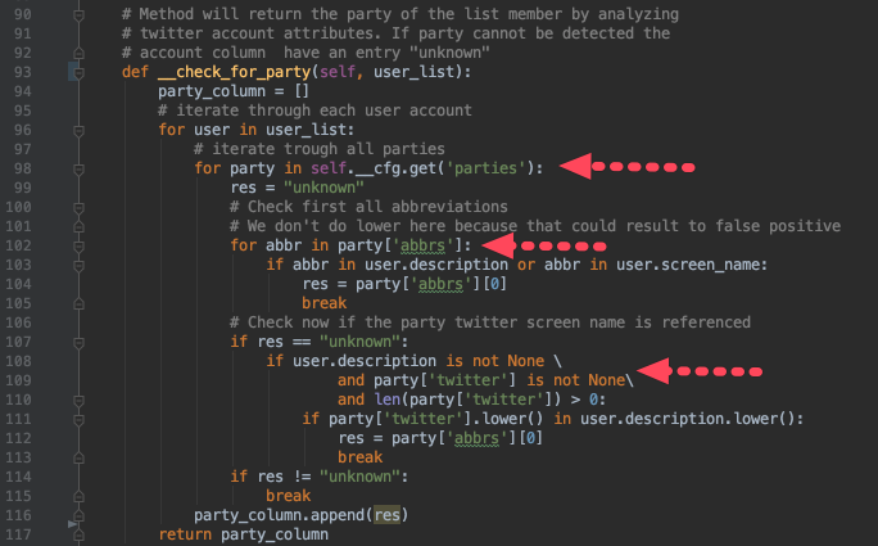 90 # Method will return the party of the list member by analyzing
91 # twitter account attributes. If party cannot be detected the
92 # account column  have an entry "unknown"
93 def __check_for_party(self, user_list):
94     party_column = []
95     # iterate through each user account
96     for user in user_list:
97         # iterate trough all parties
98         for party in self.__cfg.get('parties'):
99             res = "unknown"
100             # Check first all abbreviations
101             # We don't do lower here because that could result to false positive
102             for abbr in party['abbrs']:
103                 if abbr in user.description or abbr in user.screen_name:
104                     res = party['abbrs'][0]
105                     break
106             # Check now if the party twitter screen name is referenced
107             if res == "unknown":
108                 if user.description is not None \
109                         and party['twitter'] is not None\
110                         and len(party['twitter']) > 0:
111                     if party['twitter'].lower() in user.description.lower():
112                         res = party['abbrs'][0]
113                         break
114             if res != "unknown":
115                 break
116         party_column.append(res)
117     return party_column